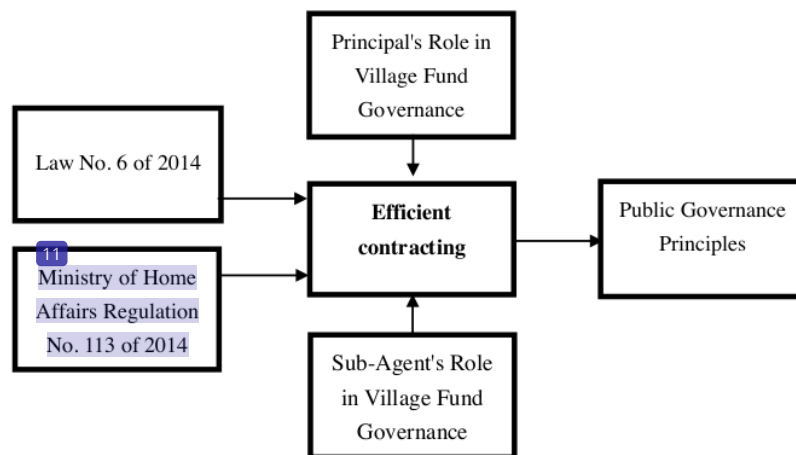 Principal's Role in
Village Fund
Governance
Law No. 6 of 2014
Efficient
contracting
Public Governance
Principles
11
Ministry of Home
Affairs Regulation
No. 113 of 2014
Sub-Agent's Role
in Village Fund
Governance